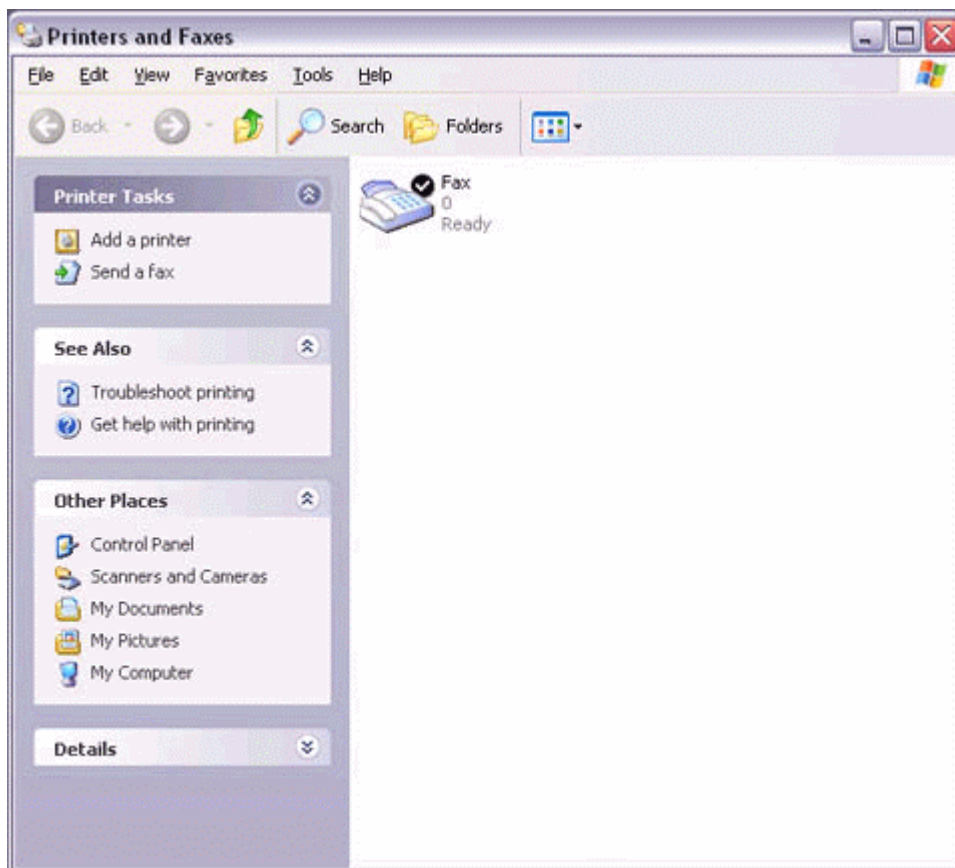 Printers and Faxes
File Edit View Favorites Tools Help
Back Search Folders
Printer Tasks
Add a printer
Send a fax
See Also
Troubleshoot printing
Get help with printing
Other Places
Control Panel
Scanners and Cameras
My Documents
My Pictures
My Computer
Details
Fax
0
Ready